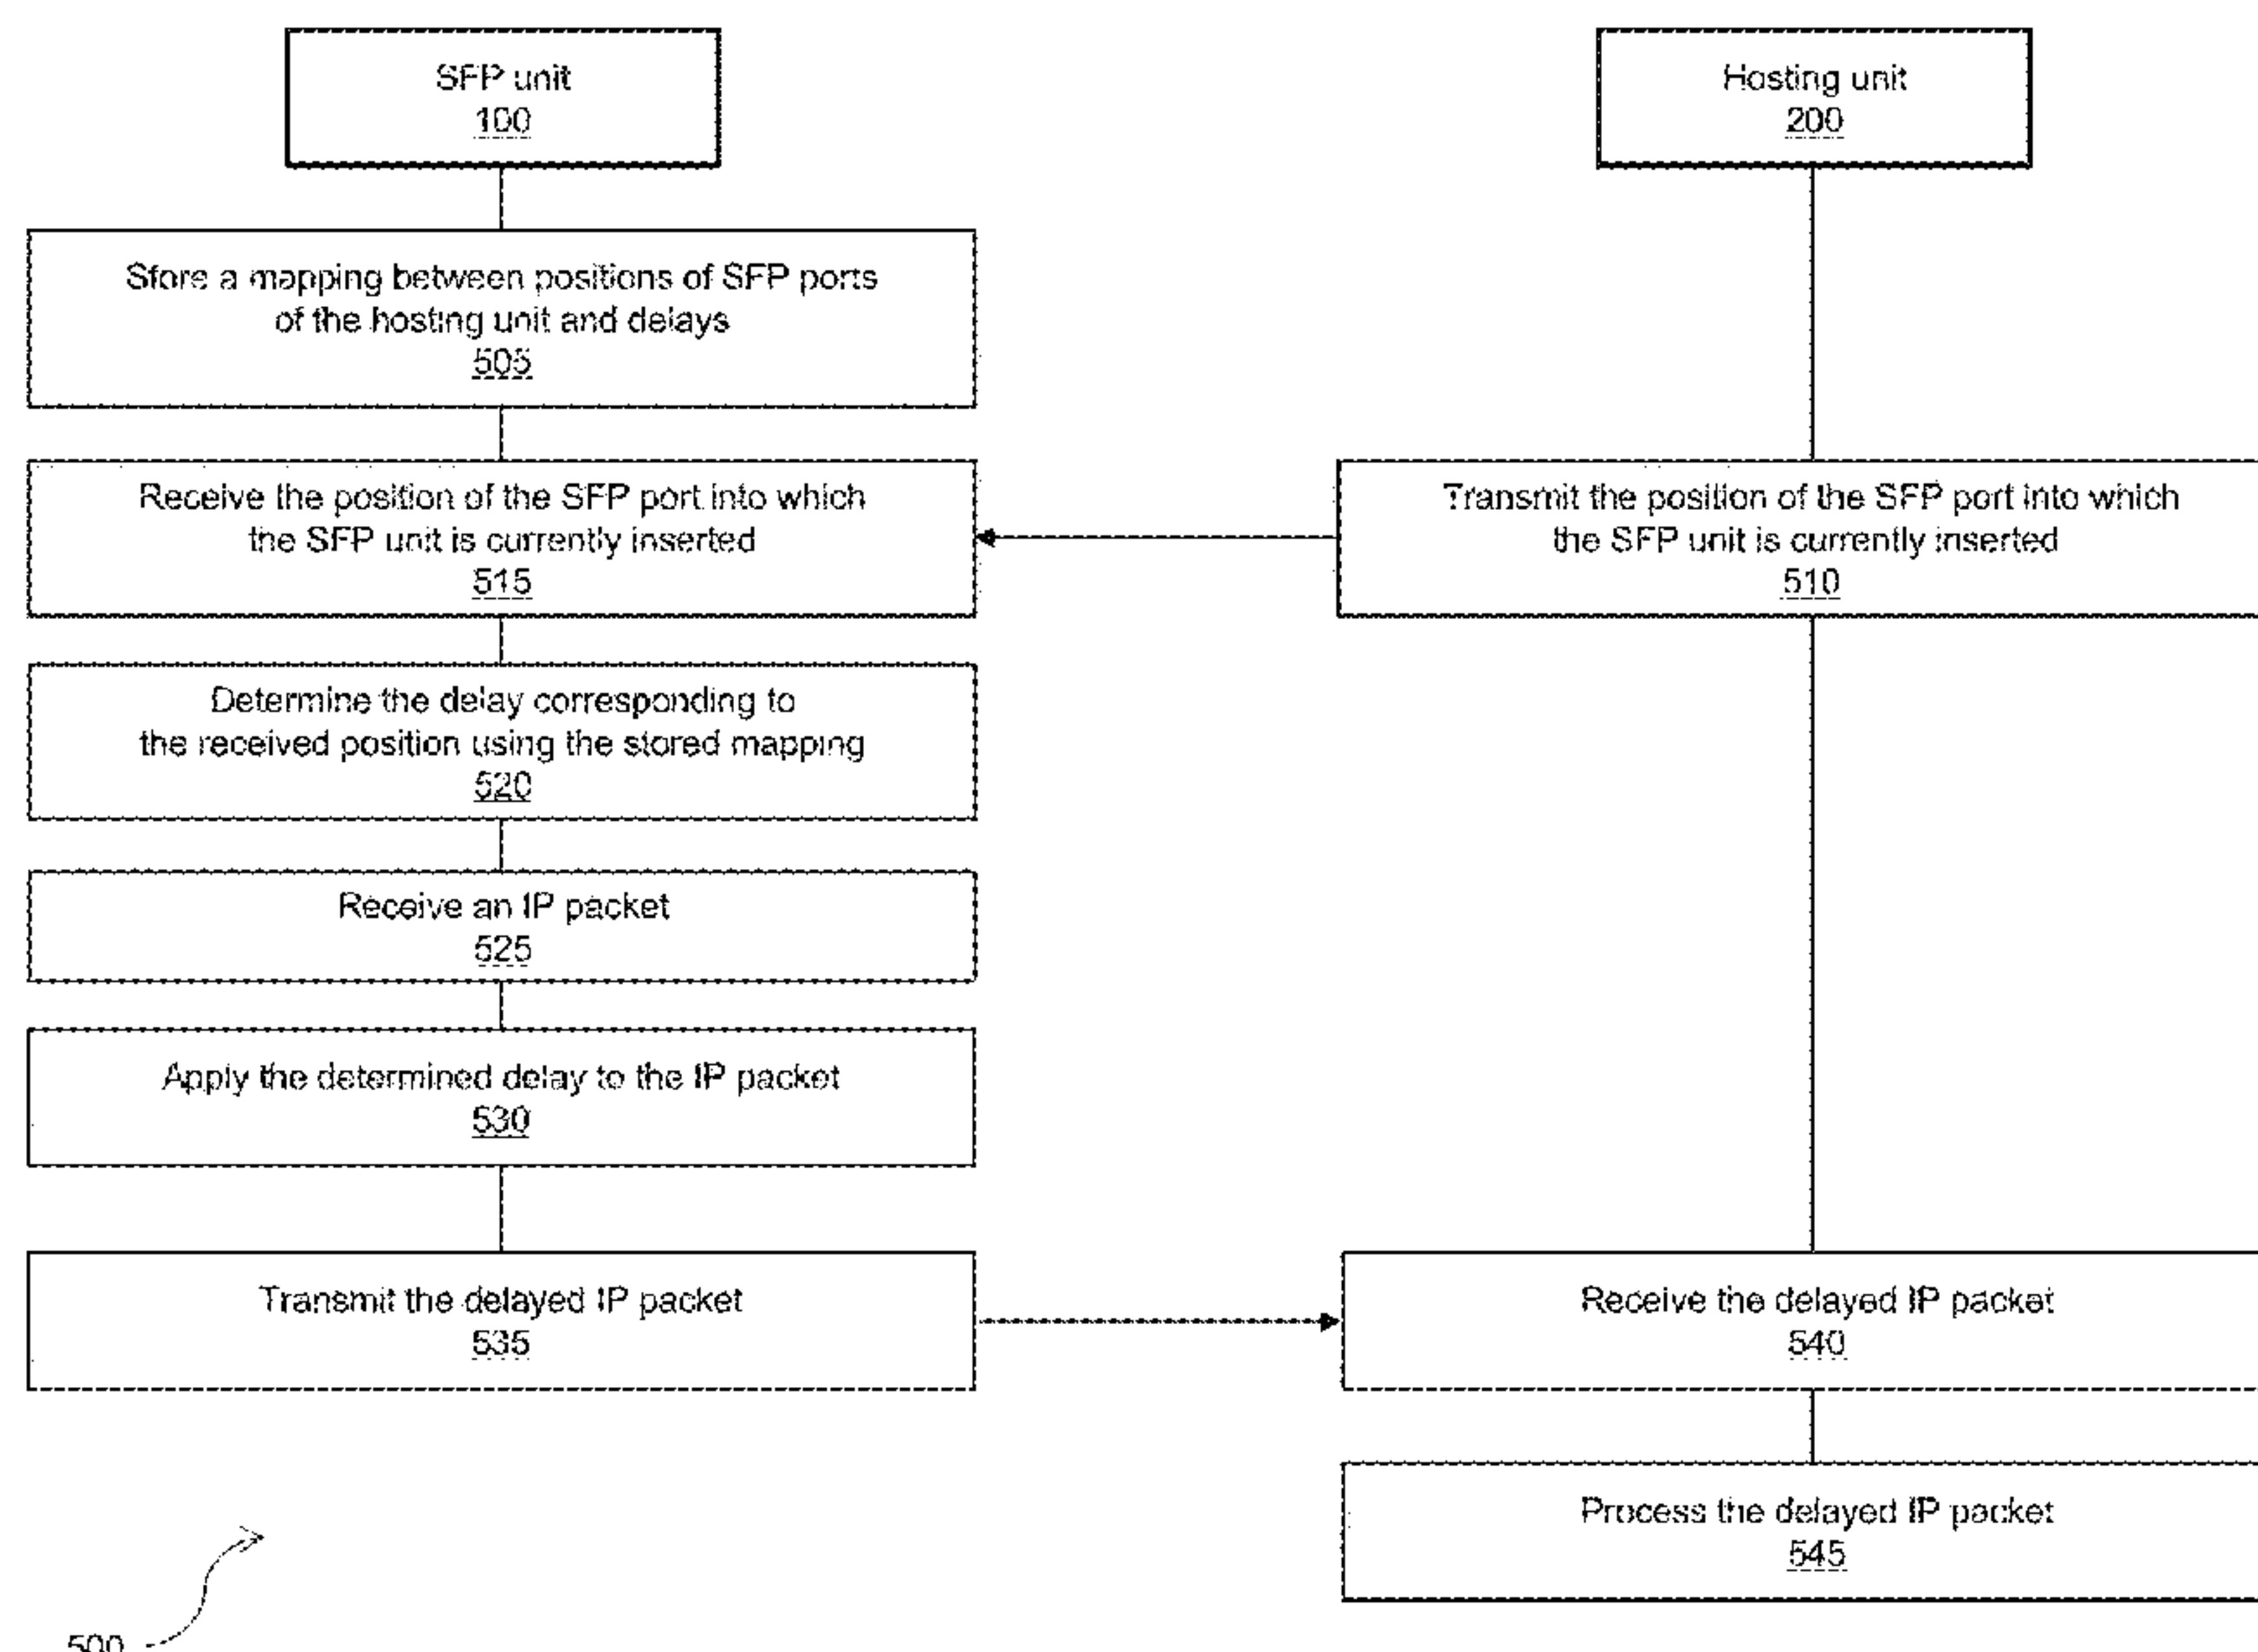 SFP unit
100
Hosting unit
200
Store a mapping between positions of SFP ports
of the hosting unit and delays
505
Receive the position of the SFP port into which
the SFP unit is currently inserted
515
Transmit the position of the SFP port into which
the SFP unit is currently inserted
510
Determine the delay corresponding to
the received position using the stored mapping
520
Receive an IP packet
525
Apply the determined delay to the IP packet
530
Transmit the delayed IP packet
535
Receive the delayed IP packet
540
Process the delayed IP packet
545
500